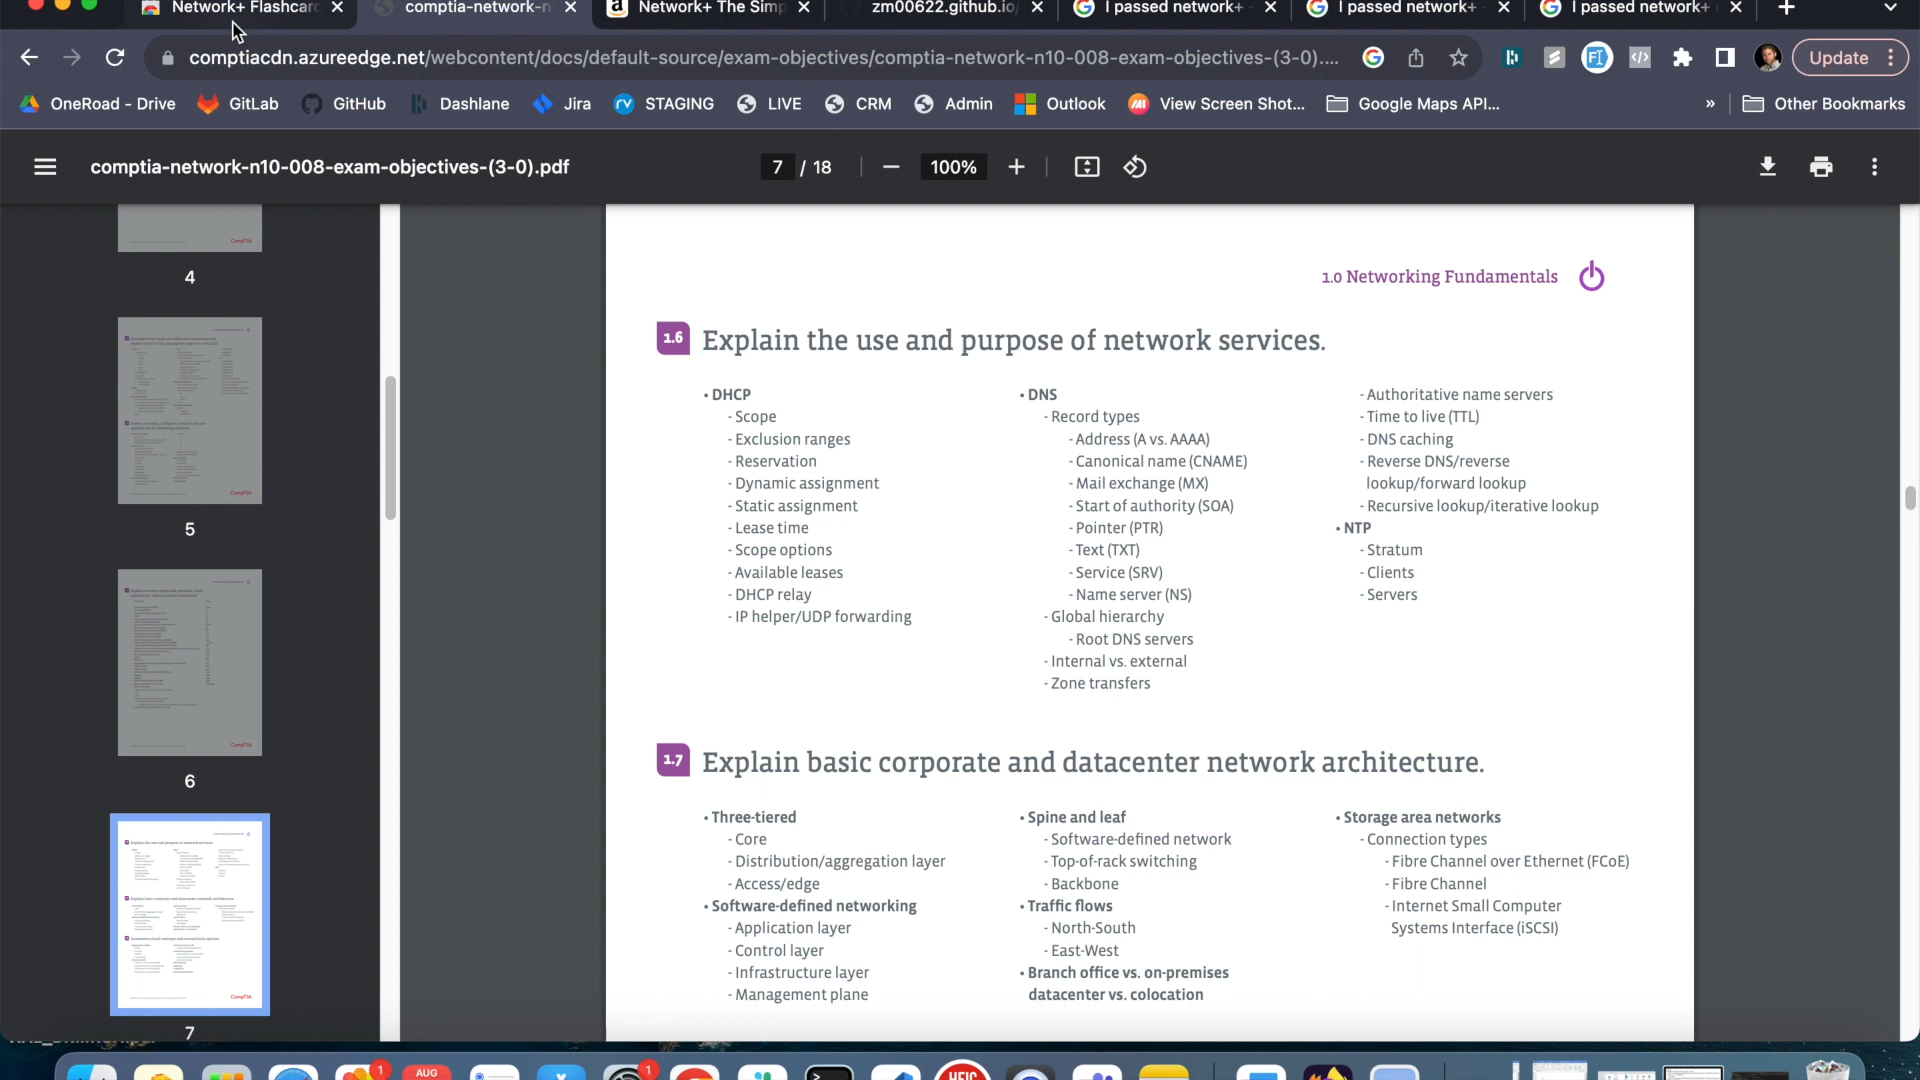 Network+ Flashcar
comptia-network-n
Network+ The Simp
zm00622.github.io/
I passed network+
I passed network+
I passed network+
comptiacdn.azureedge.net/webcontent/docs/default-source/exam-objectives/comptia-network-n10-008-exam-objectives-(3-0)....
Update
OneRoad - Drive
GitLab
GitHub
Dashlane
Jira
STAGING
LIVE
CRM
Admin
Outlook
View Screen Shot...
Google Maps API...
»
Other Bookmarks
comptia-network-n10-008-exam-objectives-(3-0).pdf
7 / 18
100%
CompTIA
4
CompTIA
5
CompTIA
6
CompTIA
7
1.0 Networking Fundamentals
1.6 Explain the use and purpose of network services.
• DHCP
- Scope
- Exclusion ranges
- Reservation
- Dynamic assignment
- Static assignment
- Lease time
- Scope options
- Available leases
- DHCP relay
- IP helper/UDP forwarding
• DNS
- Record types
- Address (A vs. AAAA)
- Canonical name (CNAME)
- Mail exchange (MX)
- Start of authority (SOA)
- Pointer (PTR)
- Text (TXT)
- Service (SRV)
- Name server (NS)
- Global hierarchy
- Root DNS servers
- Internal vs. external
- Zone transfers
- Authoritative name servers
- Time to live (TTL)
- DNS caching
- Reverse DNS/reverse
lookup/forward lookup
- Recursive lookup/iterative lookup
• NTP
- Stratum
- Clients
- Servers
1.7 Explain basic corporate and datacenter network architecture.
• Three-tiered
- Core
- Distribution/aggregation layer
- Access/edge
• Software-defined networking
- Application layer
- Control layer
- Infrastructure layer
- Management plane
• Spine and leaf
- Software-defined network
- Top-of-rack switching
- Backbone
• Traffic flows
- North-South
- East-West
• Branch office vs. on-premises
datacenter vs. colocation
• Storage area networks
- Connection types
- Fibre Channel over Ethernet (FCoE)
- Fibre Channel
- Internet Small Computer
Systems Interface (iSCSI)
1
AUG
1
HEIC